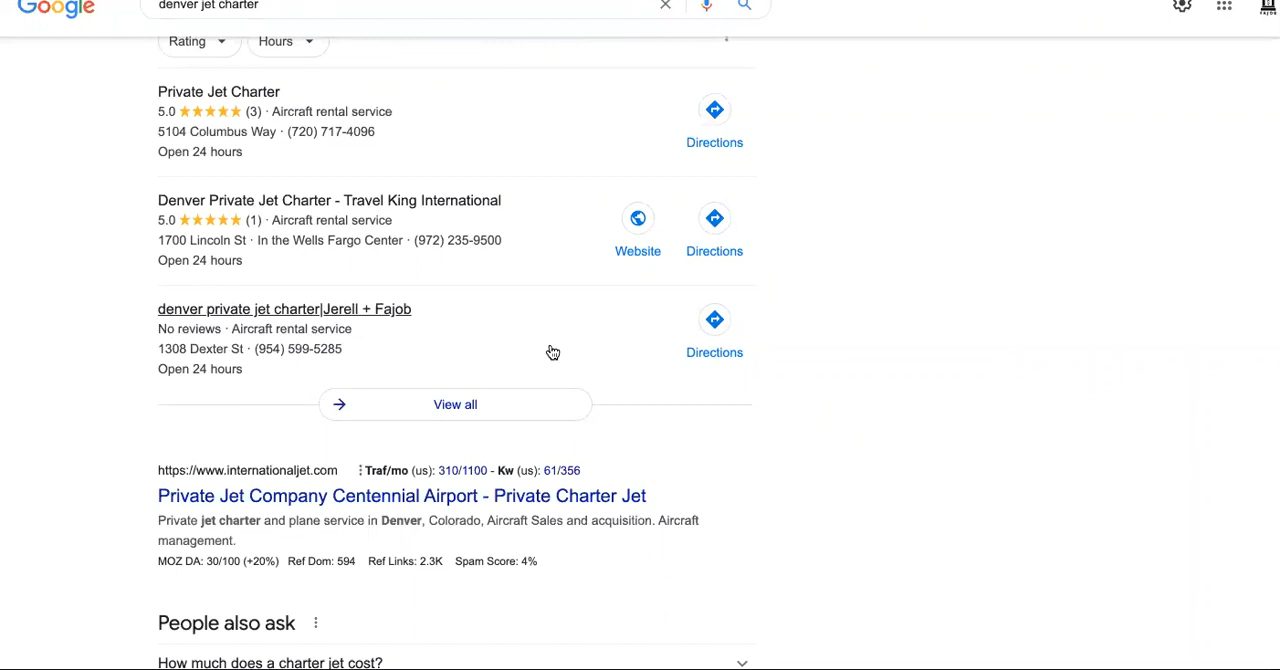 Google
denver jet charter
Rating
Hours
Private Jet Charter
5.0 ★★★★★ (3) · Aircraft rental service
5104 Columbus Way · (720) 717-4096
Open 24 hours
Directions
Denver Private Jet Charter - Travel King International
5.0 ★★★★★ (1) · Aircraft rental service
1700 Lincoln St · In the Wells Fargo Center · (972) 235-9500
Open 24 hours
Website
Directions
denver private jet charter|Jerell + Fajob
No reviews · Aircraft rental service
1308 Dexter St · (954) 599-5285
Open 24 hours
Directions
View all
https://www.internationaljet.com Traf/mo (us): 310/1100 - Kw (us): 61/356
Private Jet Company Centennial Airport - Private Charter Jet
Private jet charter and plane service in Denver, Colorado, Aircraft Sales and acquisition. Aircraft
management.
MOZ DA: 30/100 (+20%) Ref Dom: 594 Ref Links: 2.3K Spam Score: 4%
People also ask
How much does a charter jet cost?